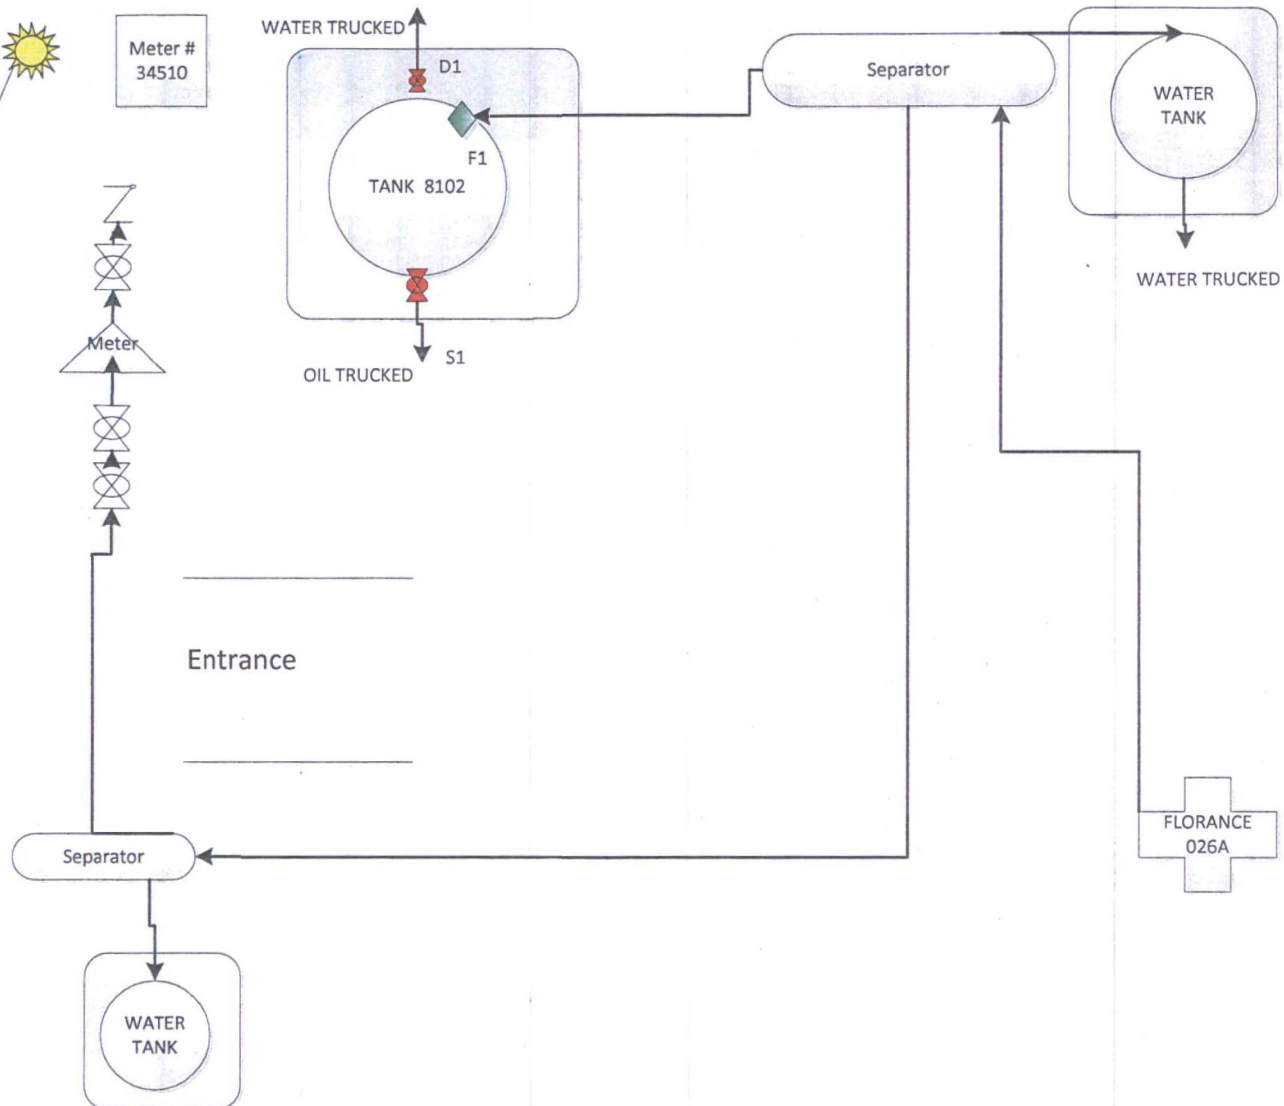 WATER TRUCKED
Meter #
34510
D1
Separator
WATER
TANK
F1
TANK 8102
WATER TRUCKED
Meter
S1
OIL TRUCKED
Entrance
FLORANCE
026A
Separator
WATER
TANK